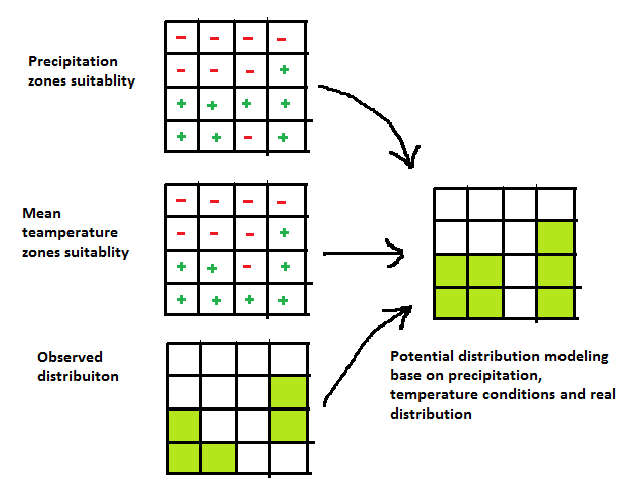 Precipitation
zones suitablity
- - - -
- - - +
+ + + +
+ + - +
Mean
teamperature
zones suitablity
- - - -
- - - +
+ + - +
+ + + +
Observed
distribuiton
Potential distribution modeling
base on precipitation,
temperature conditions and real
distribution